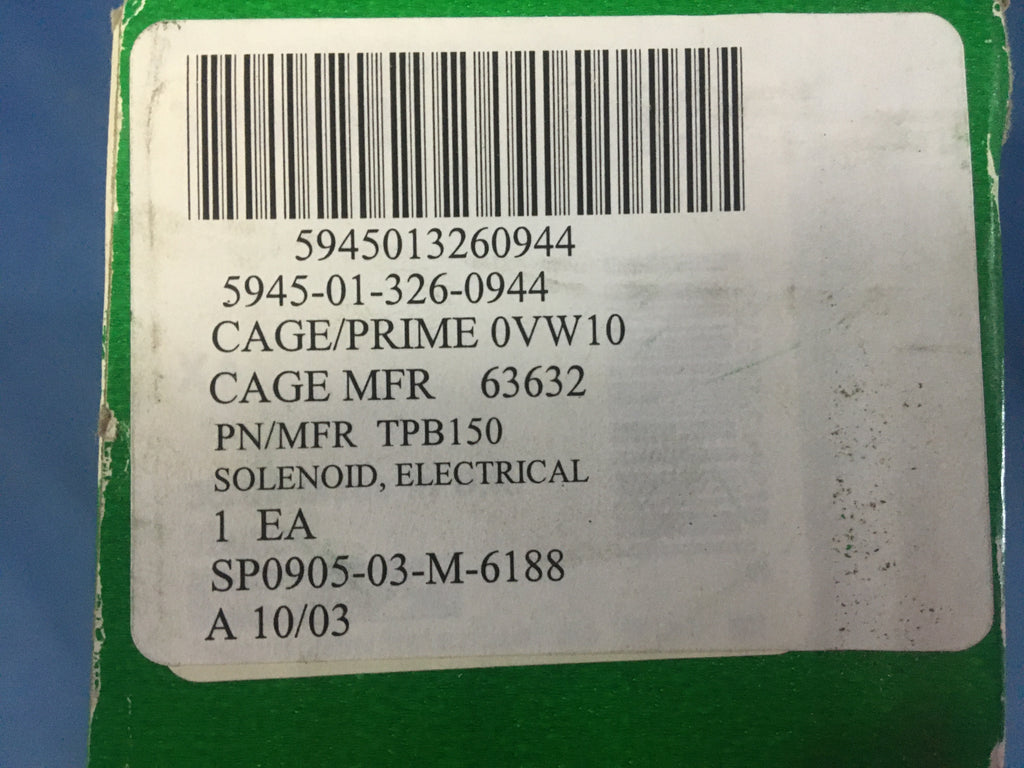 5945013260944
5945-01-326-0944
CAGE/PRIME 0VW10
CAGE MFR 63632
PN/MFR TPB150
SOLENOID, ELECTRICAL
1 EA
SP0905-03-M-6188
A 10/03